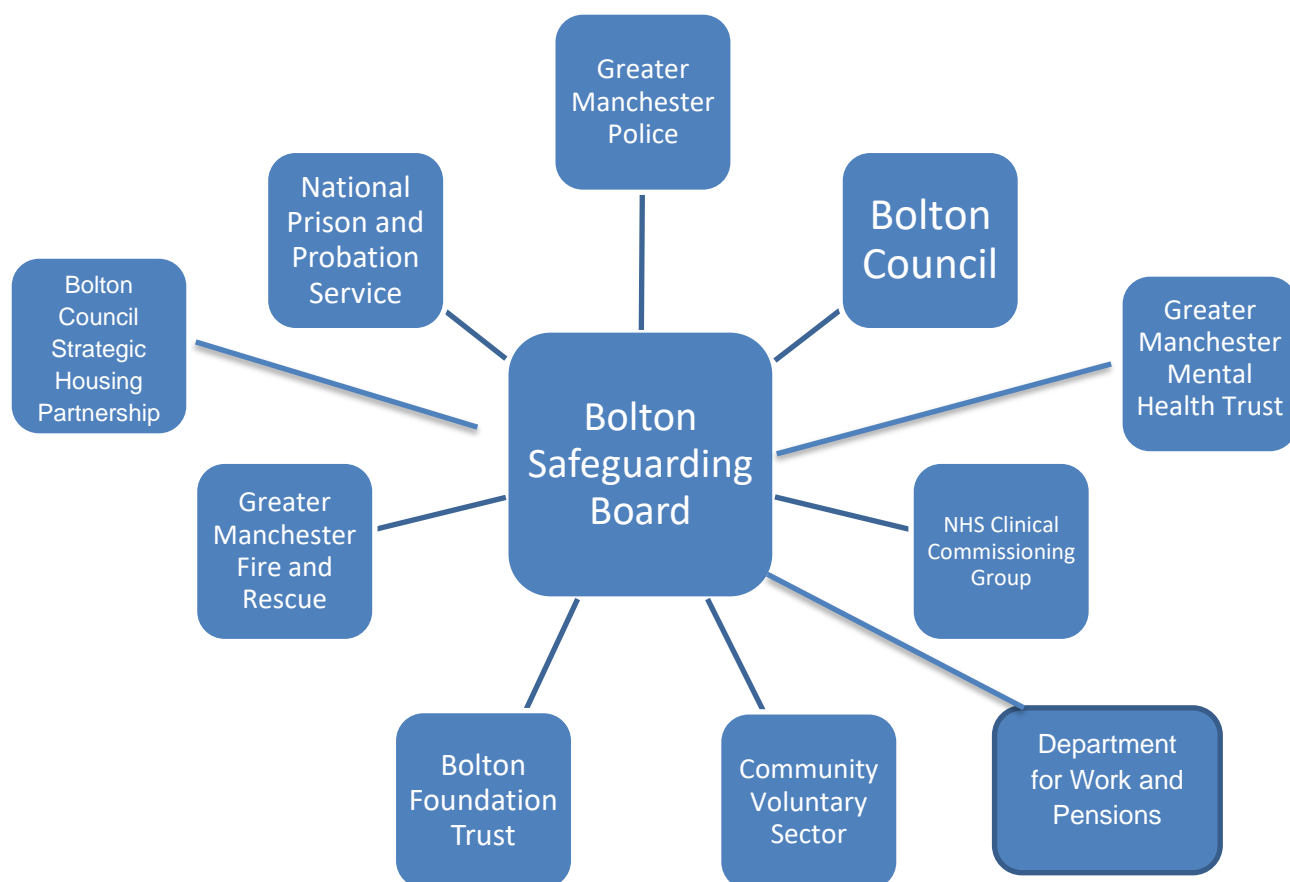 Greater
Manchester
Police
National
Prison and
Probation
Service
Bolton
Council
Bolton
Council
Strategic
Housing
Partnership
Greater
Manchester
Mental
Health Trust
Bolton
Safeguarding
Board
Greater
Manchester
Fire and
Rescue
NHS Clinical
Commissioning
Group
Bolton
Foundation
Trust
Community
Voluntary
Sector
Department
for Work and
Pensions